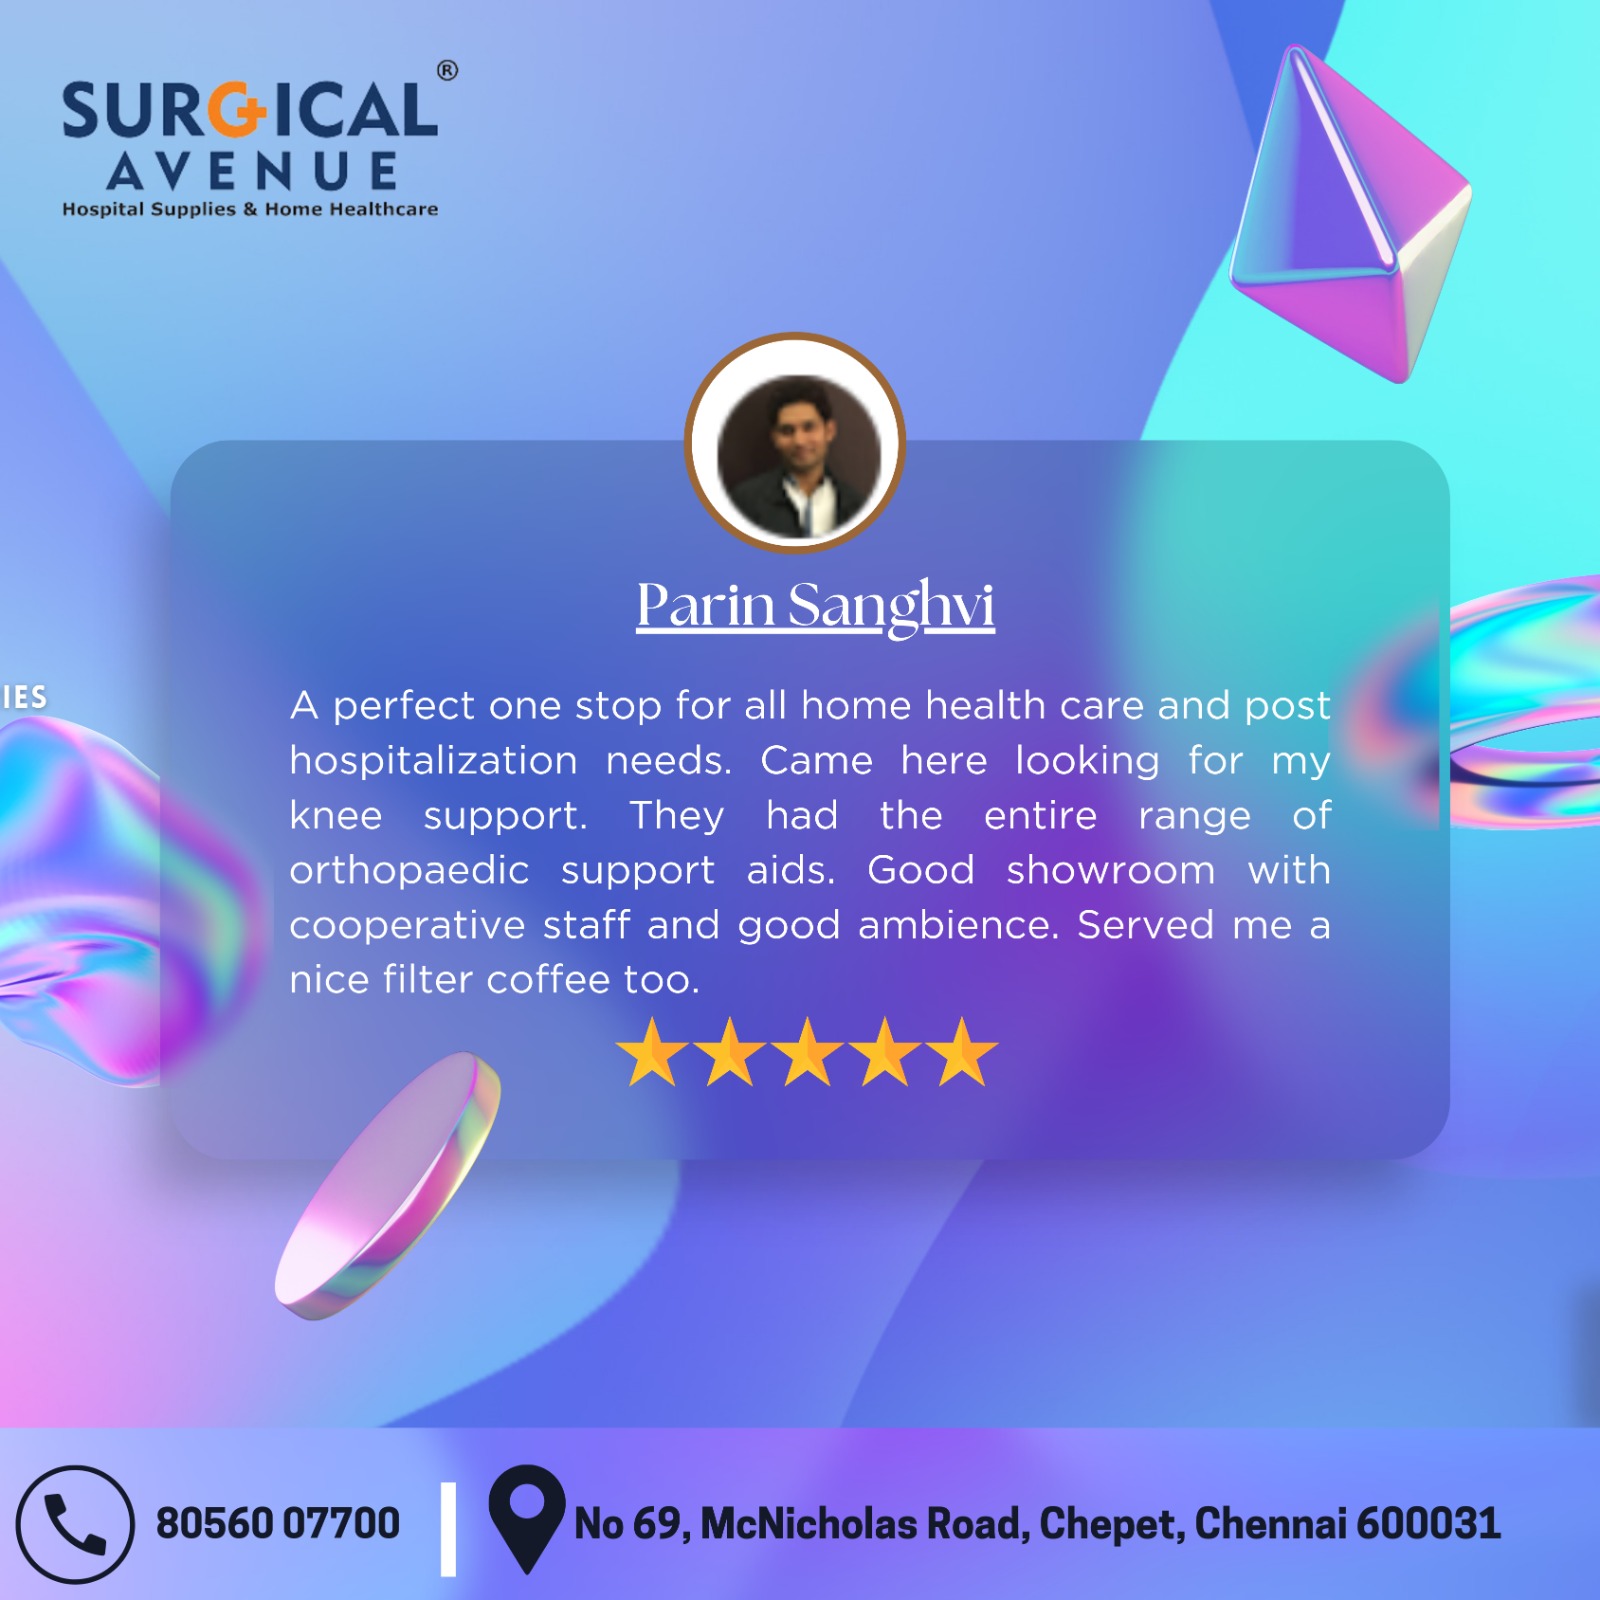 SURGICAL®
AVENUE
Hospital Supplies & Home Healthcare
Parin Sanghvi
IES
A perfect one stop for all home health care and post
hospitalization needs. Came here looking for my
knee support. They had the entire range of
orthopaedic support aids. Good showroom with
cooperative staff and good ambience. Served me a
nice filter coffee too.
80560 07700
No 69, McNicholas Road, Chepet, Chennai 600031